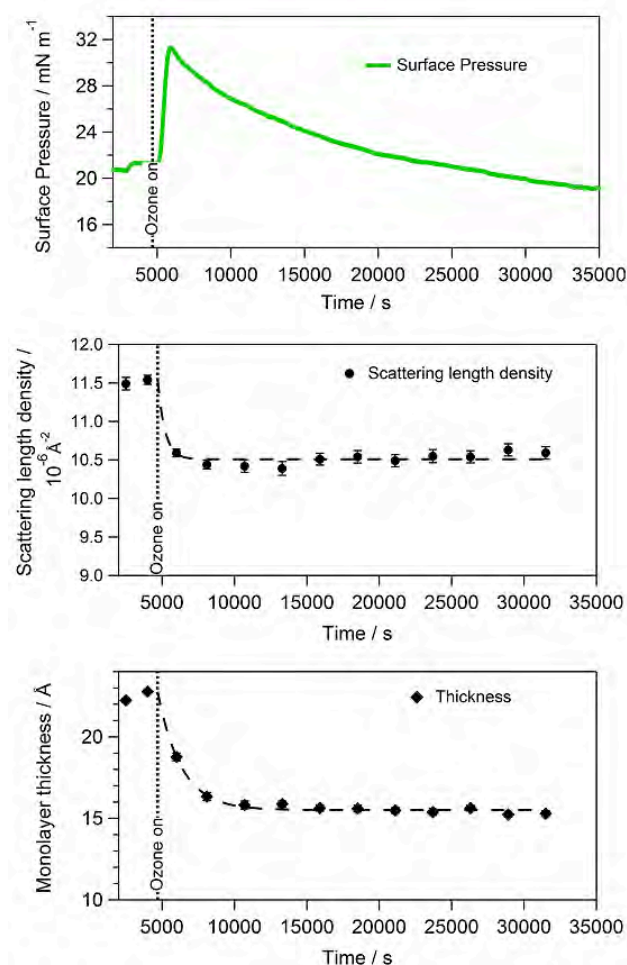 32
28
24
20
16
Surface Pressure / mN m⁻¹
Surface Pressure
Ozone on
5000 10000 15000 20000 25000 30000 35000
Time / s
12.0
11.5
11.0
10.5
10.0
9.0
Scattering length density /
10⁻⁶Å⁻²
Scattering length density
Ozone on
5000 10000 15000 20000 25000 30000 35000
Time / s
20
15
10
Monolayer thickness / Å
Thickness
Ozone on
5000 10000 15000 20000 25000 30000 35000
Time / s